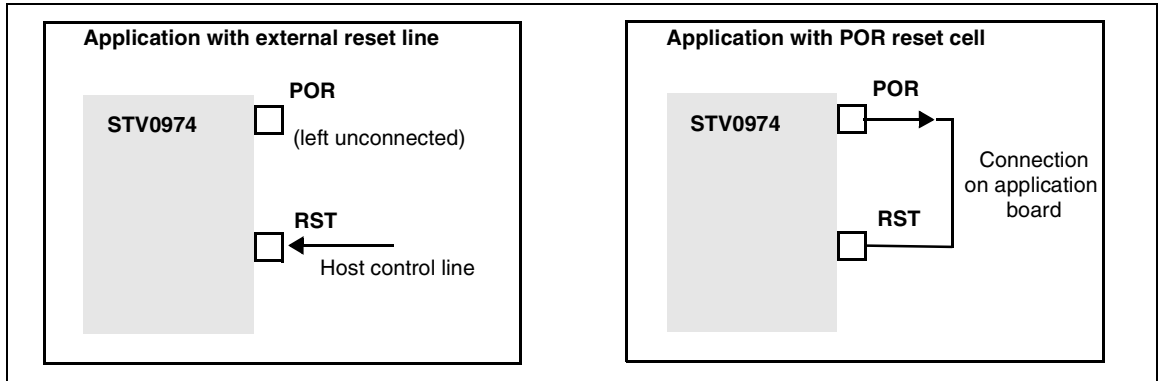 Application with external reset line
POR
STV0974
(left unconnected)
RST
Host control line
Application with POR reset cell
POR
STV0974
Connection
on application
board
RST